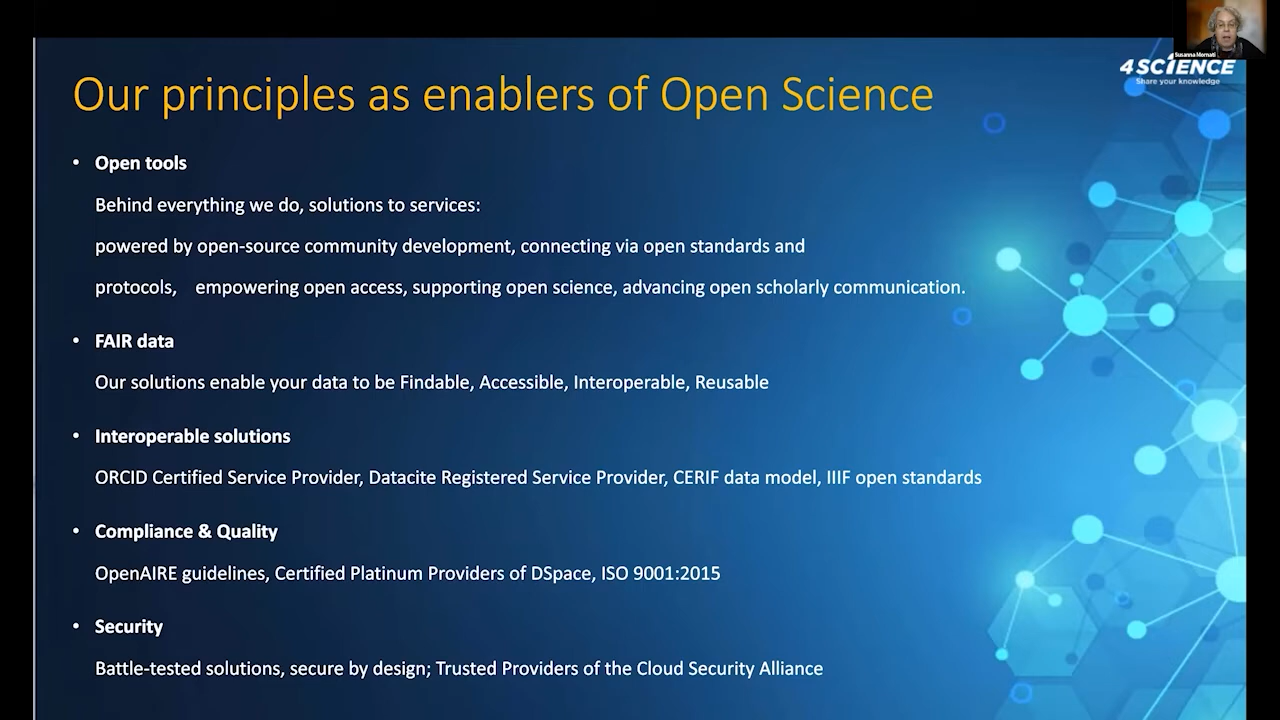 Susanna Mornati
4SCIENCE
Share your knowledge
Our principles as enablers of Open Science
• Open tools
Behind everything we do, solutions to services:
powered by open-source community development, connecting via open standards and
protocols, empowering open access, supporting open science, advancing open scholarly communication.
• FAIR data
Our solutions enable your data to be Findable, Accessible, Interoperable, Reusable
• Interoperable solutions
ORCID Certified Service Provider, Datacite Registered Service Provider, CERIF data model, IIIF open standards
• Compliance & Quality
OpenAIRE guidelines, Certified Platinum Providers of DSpace, ISO 9001:2015
• Security
Battle-tested solutions, secure by design; Trusted Providers of the Cloud Security Alliance